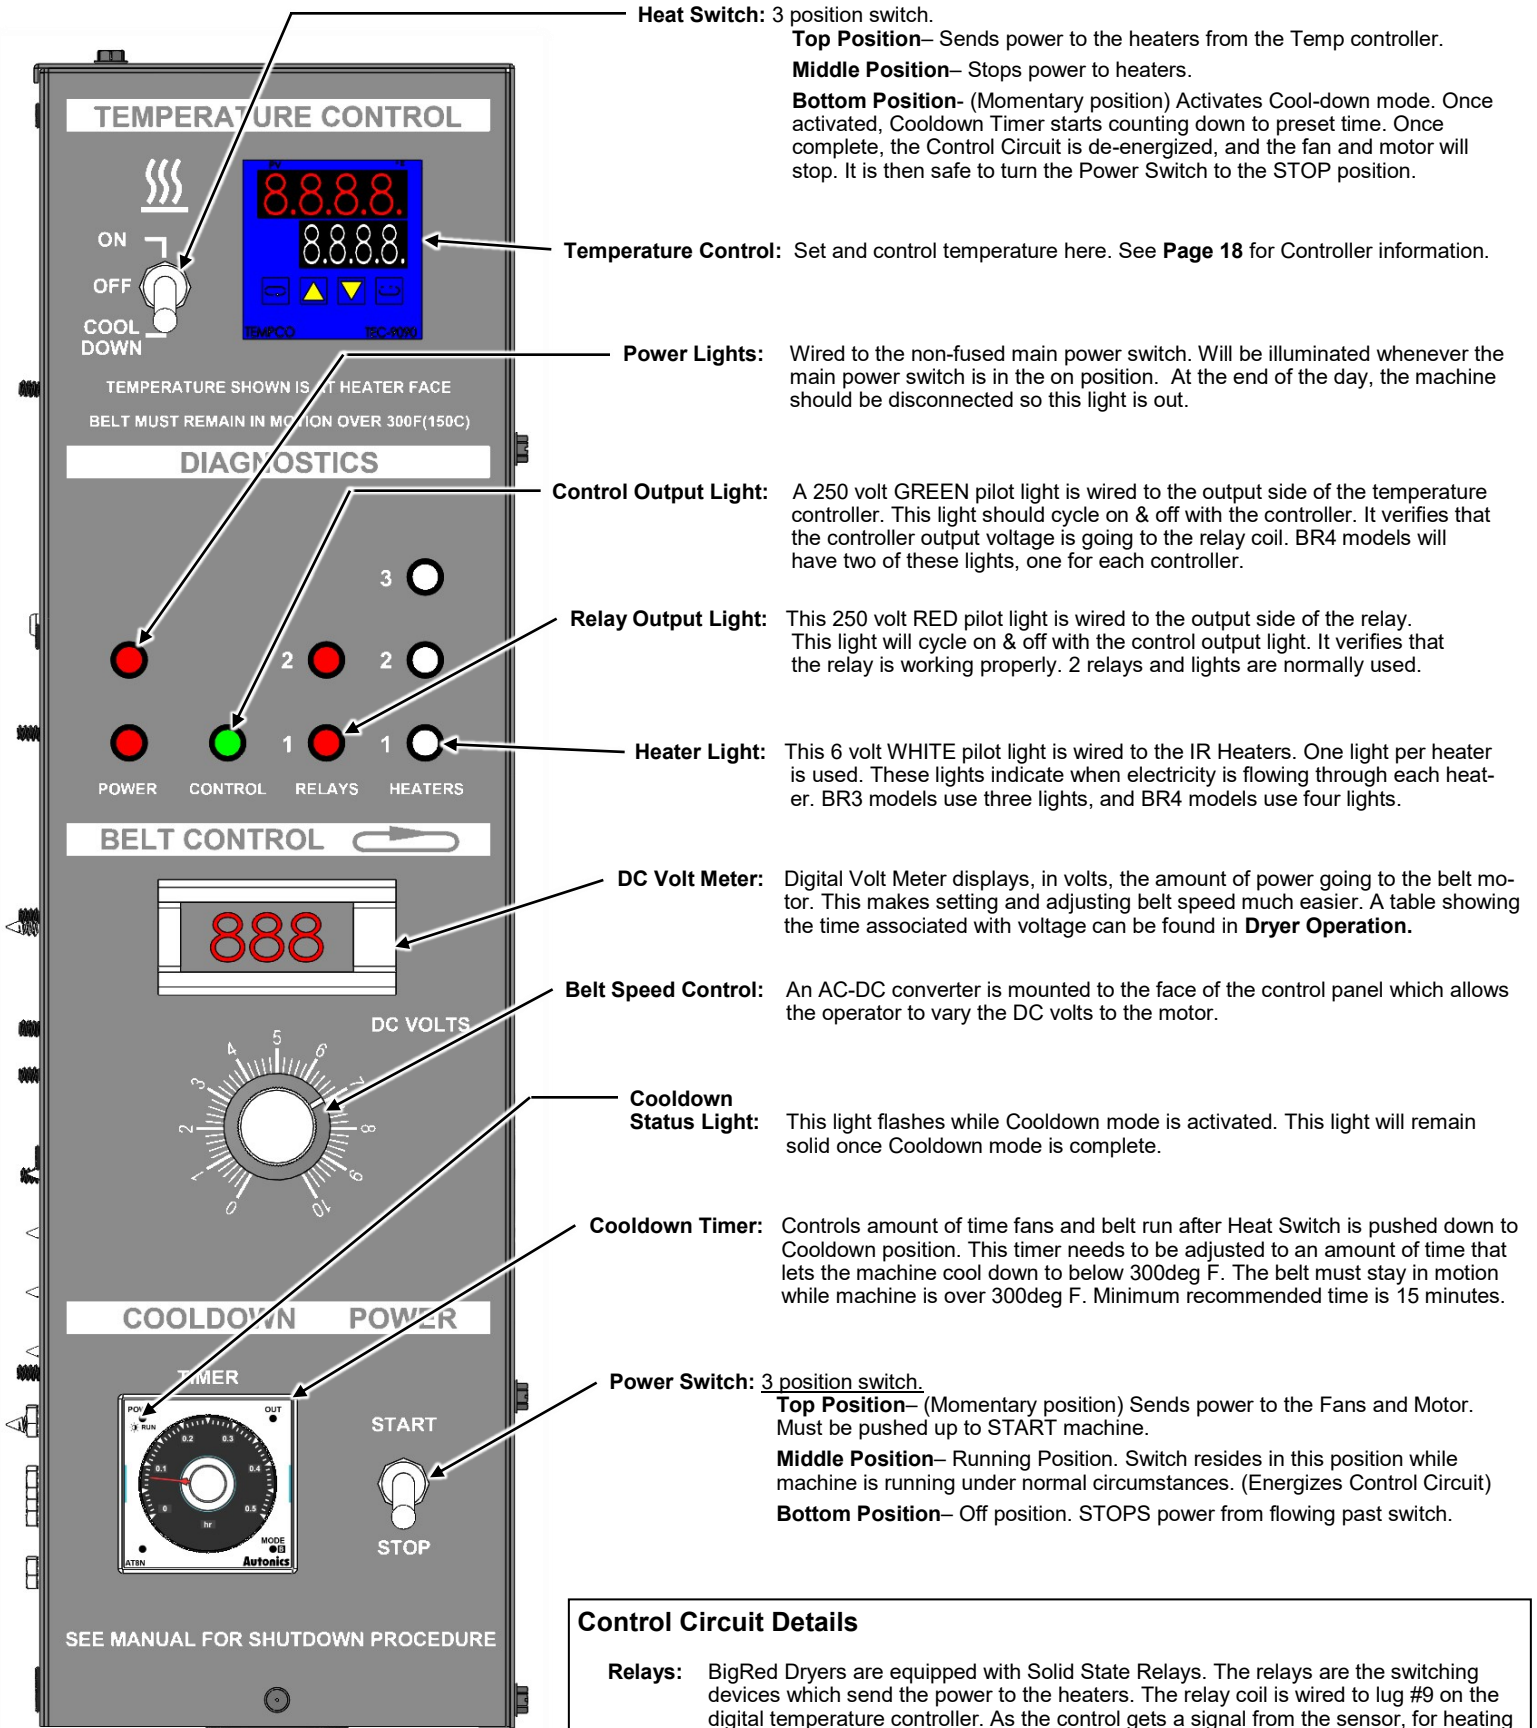 Heat Switch: 3 position switch.
Top Position– Sends power to the heaters from the Temp controller.
Middle Position– Stops power to heaters.
Bottom Position- (Momentary position) Activates Cool-down mode. Once
activated, Cooldown Timer starts counting down to preset time. Once
complete, the Control Circuit is de-energized, and the fan and motor will
stop. It is then safe to turn the Power Switch to the STOP position.
Temperature Control: Set and control temperature here. See Page 18 for Controller information.
Power Lights: Wired to the non-fused main power switch. Will be illuminated whenever the
main power switch is in the on position. At the end of the day, the machine
should be disconnected so this light is out.
Control Output Light: A 250 volt GREEN pilot light is wired to the output side of the temperature
controller. This light should cycle on & off with the controller. It verifies that
the controller output voltage is going to the relay coil. BR4 models will
have two of these lights, one for each controller.
Relay Output Light: This 250 volt RED pilot light is wired to the output side of the relay.
This light will cycle on & off with the control output light. It verifies that
the relay is working properly. 2 relays and lights are normally used.
Heater Light: This 6 volt WHITE pilot light is wired to the IR Heaters. One light per heater
is used. These lights indicate when electricity is flowing through each heat-
er. BR3 models use three lights, and BR4 models use four lights.
DC Volt Meter: Digital Volt Meter displays, in volts, the amount of power going to the belt mo-
tor. This makes setting and adjusting belt speed much easier. A table showing
the time associated with voltage can be found in Dryer Operation.
Belt Speed Control: An AC-DC converter is mounted to the face of the control panel which allows
the operator to vary the DC volts to the motor.
Cooldown
Status Light: This light flashes while Cooldown mode is activated. This light will remain
solid once Cooldown mode is complete.
Cooldown Timer: Controls amount of time fans and belt run after Heat Switch is pushed down to
Cooldown position. This timer needs to be adjusted to an amount of time that
lets the machine cool down to below 300deg F. The belt must stay in motion
while machine is over 300deg F. Minimum recommended time is 15 minutes.
Power Switch: 3 position switch.
Top Position– (Momentary position) Sends power to the Fans and Motor.
Must be pushed up to START machine.
Middle Position– Running Position. Switch resides in this position while
machine is running under normal circumstances. (Energizes Control Circuit)
Bottom Position– Off position. STOPS power from flowing past switch.
Control Circuit Details
Relays: BigRed Dryers are equipped with Solid State Relays. The relays are the switching
devices which send the power to the heaters. The relay coil is wired to lug #9 on the
digital temperature controller. As the control gets a signal from the sensor, for heating
TEMPERATURE CONTROL
8.8.8.8.
8.8.8.8.
TEMPCO TEC-9090
ON
OFF
COOL
DOWN
TEMPERATURE SHOWN IS AT HEATER FACE
BELT MUST REMAIN IN MOTION OVER 300F(150C)
DIAGNOSTICS
3
2 2
1 1
POWER CONTROL RELAYS HEATERS
BELT CONTROL
888
DC VOLTS
0 1 2 3 4 5 6 7 8 9 10
COOLDOWN POWER
TIMER
OUT
RUN
0 0.1 0.2 0.3 0.4 0.5
hr
MODE
B
AT8N Autonics
START
STOP
SEE MANUAL FOR SHUTDOWN PROCEDURE